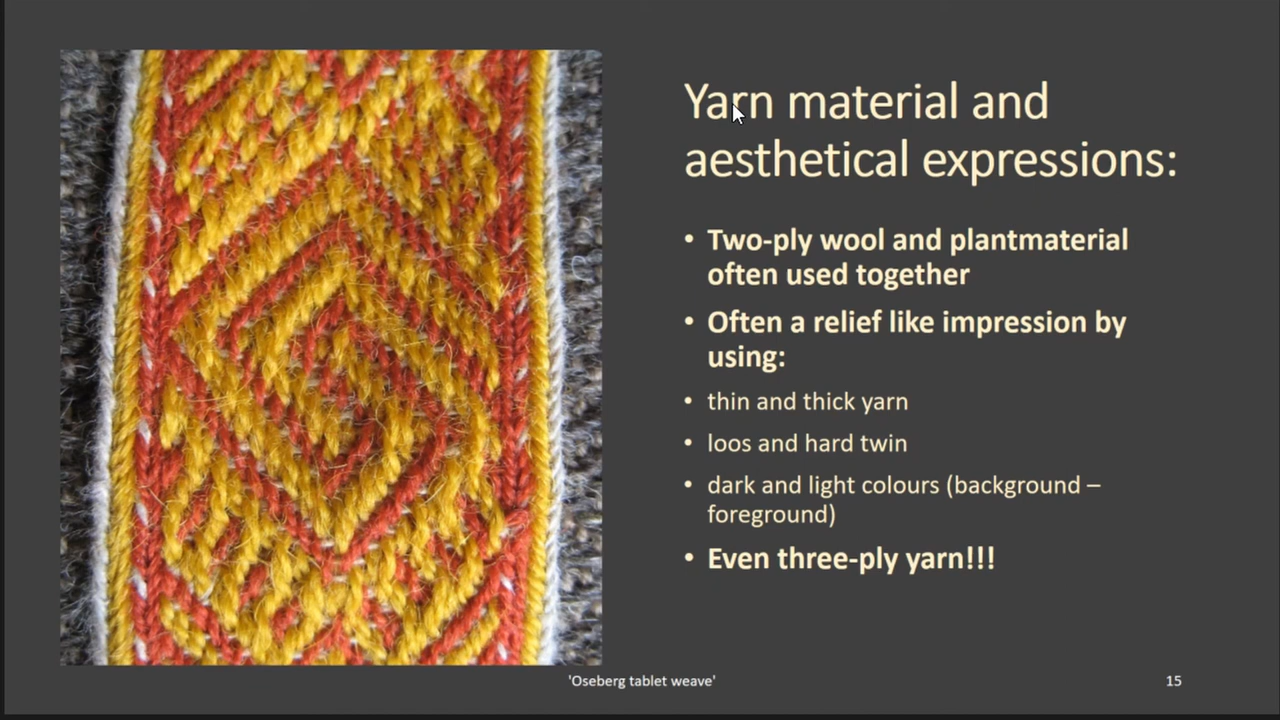 Yarn material and
aesthetical expressions:
• Two-ply wool and plantmaterial
often used together
• Often a relief like impression by
using:
• thin and thick yarn
• loos and hard twin
• dark and light colours (background –
foreground)
• Even three-ply yarn!!!
'Oseberg tablet weave'
15